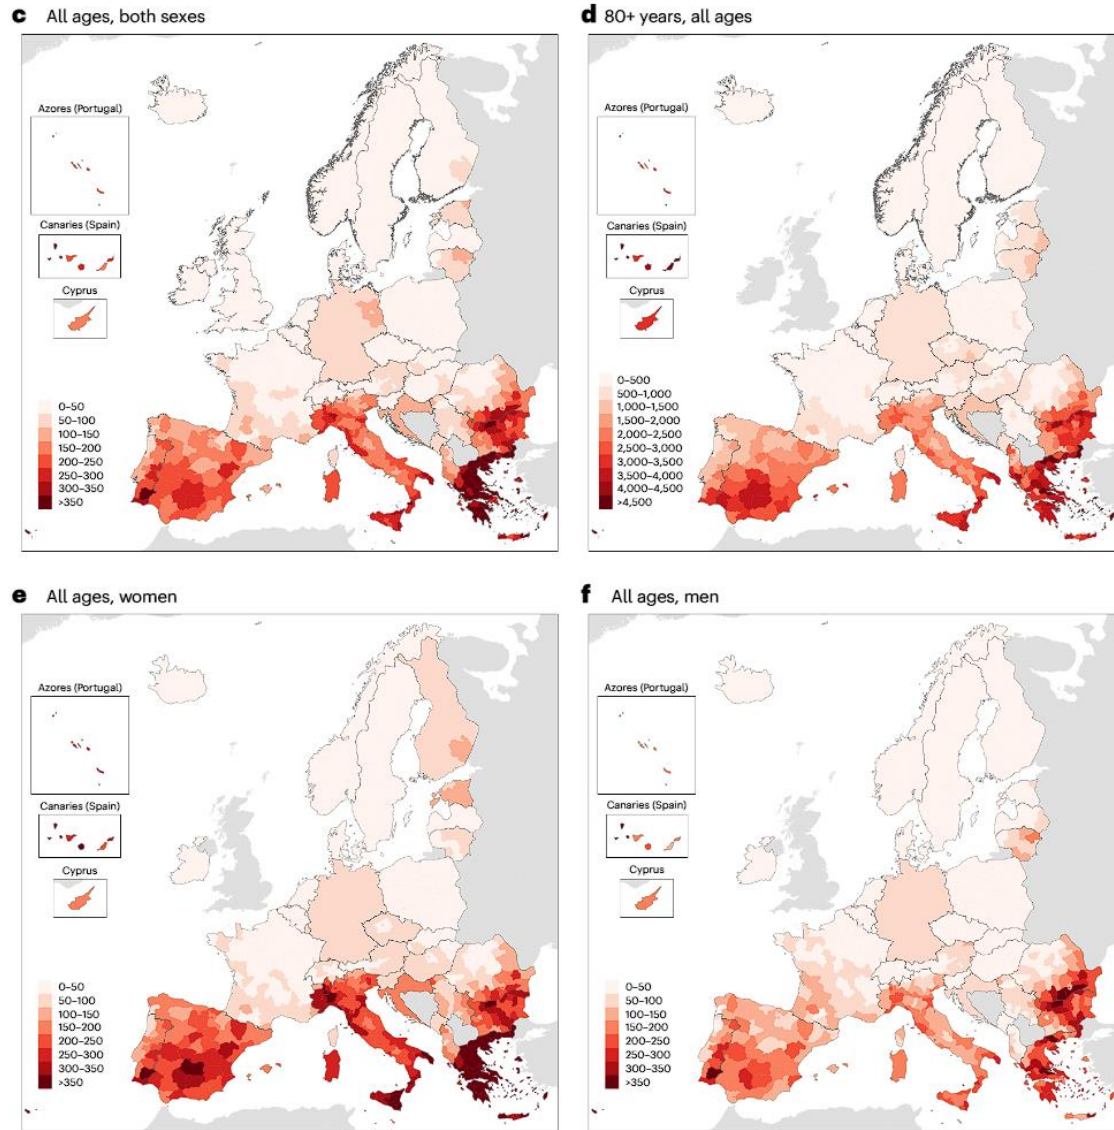 c All ages, both sexes
Azores (Portugal)
Canaries (Spain)
Cyprus
0–50
50–100
100–150
150–200
200–250
250–300
300–350
>350
d 80+ years, all ages
Azores (Portugal)
Canaries (Spain)
Cyprus
0–500
500–1,000
1,000–1,500
1,500–2,000
2,000–2,500
2,500–3,000
3,000–3,500
3,500–4,000
4,000–4,500
>4,500
e All ages, women
Azores (Portugal)
Canaries (Spain)
Cyprus
0–50
50–100
100–150
150–200
200–250
250–300
300–350
>350
f All ages, men
Azores (Portugal)
Canaries (Spain)
Cyprus
0–50
50–100
100–150
150–200
200–250
250–300
300–350
>350